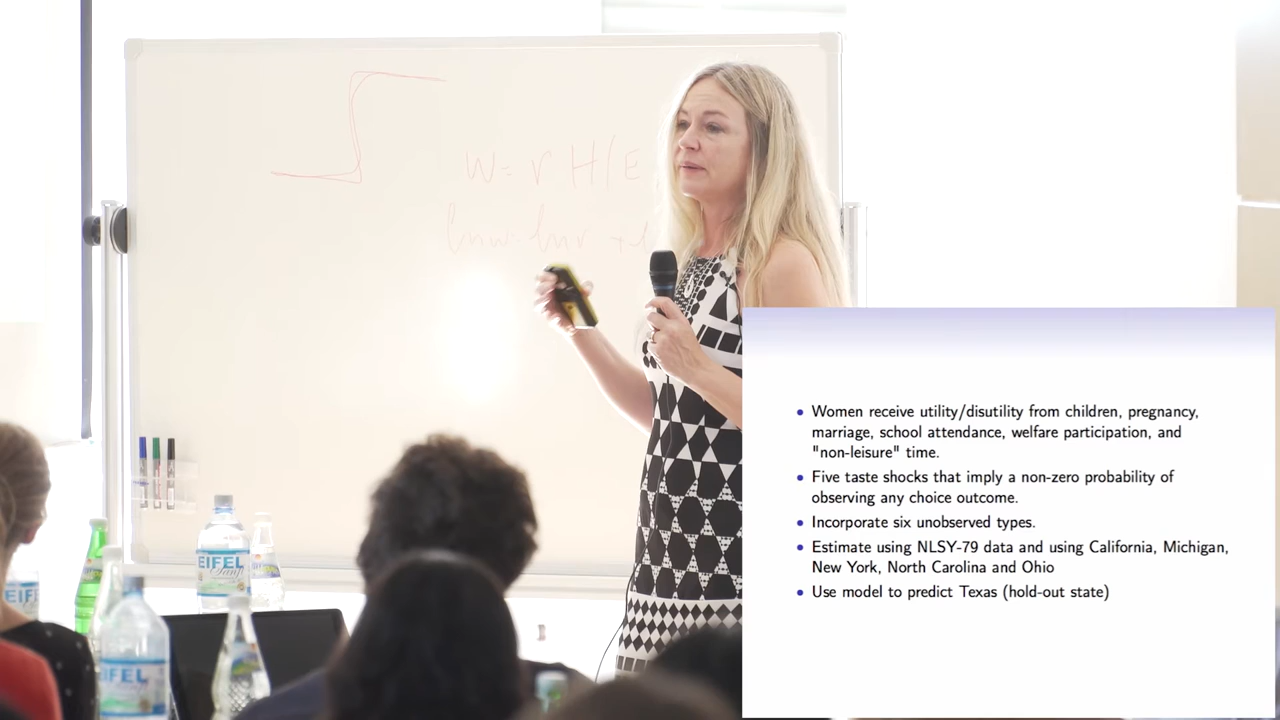 W = r H/E
ln w = ln r + l
• Women receive utility/disutility from children, pregnancy,
marriage, school attendance, welfare participation, and
"non-leisure" time.
• Five taste shocks that imply a non-zero probability of
observing any choice outcome.
• Incorporate six unobserved types.
• Estimate using NLSY-79 data and using California, Michigan,
New York, North Carolina and Ohio
• Use model to predict Texas (hold-out state)
EIFEL
Sanft
EIFEL
EIFEL